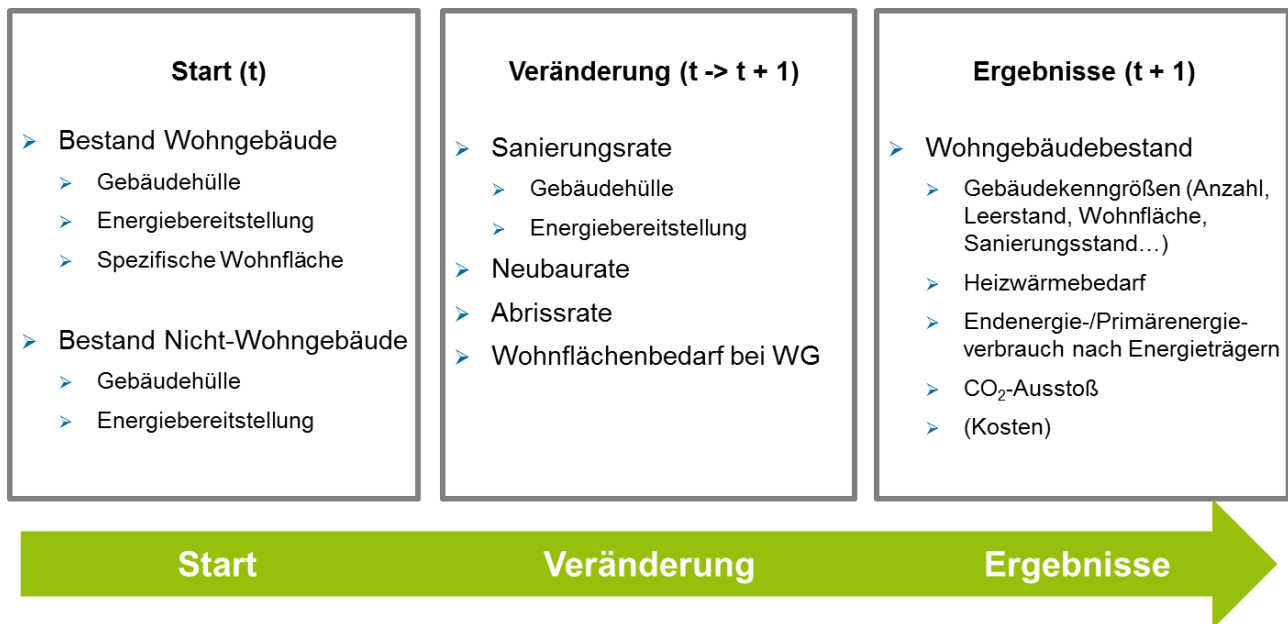 Start (t)
Bestand Wohngebäude
Gebäudehülle
Energiebereitstellung
Spezifische Wohnfläche
Bestand Nicht-Wohngebäude
Gebäudehülle
Energiebereitstellung
Veränderung (t -> t + 1)
Sanierungsrate
Gebäudehülle
Energiebereitstellung
Neubaurate
Abrissrate
Wohnflächenbedarf bei WG
Ergebnisse (t + 1)
Wohngebäudebestand
Gebäudekenngrößen (Anzahl,
Leerstand, Wohnfläche,
Sanierungsstand…)
Heizwärmebedarf
Endenergie-/Primärenergie-
verbrauch nach Energieträgern
CO₂-Ausstoß
(Kosten)
Start
Veränderung
Ergebnisse